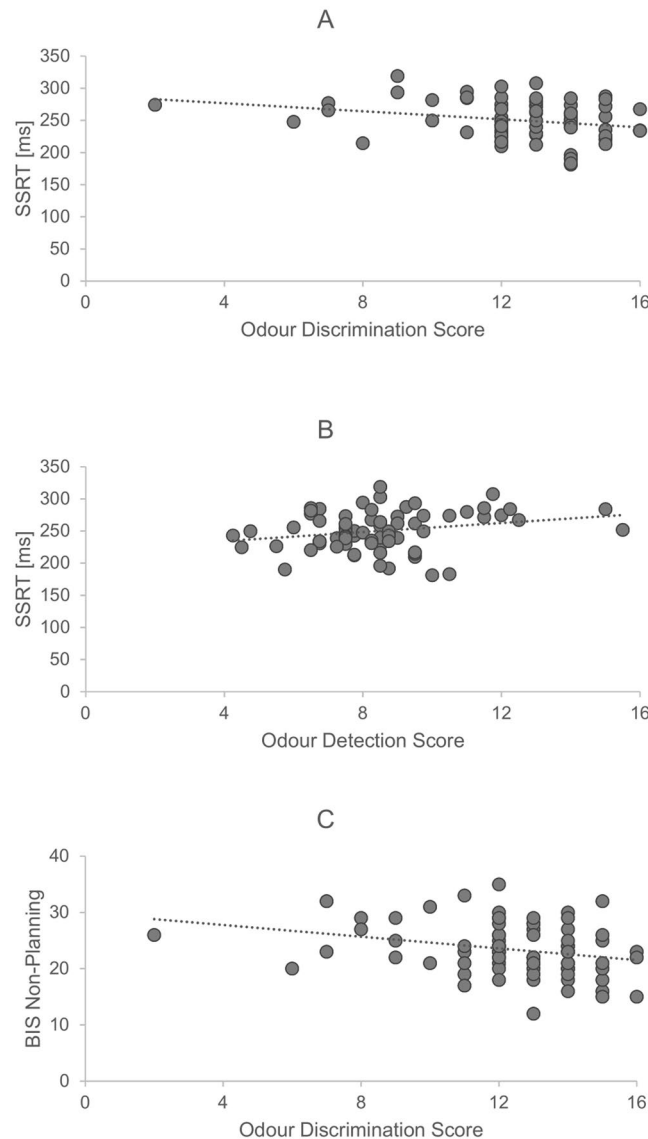 A
350
300
250
200
150
100
50
0
SSRT [ms]
0 4 8 12 16
Odour Discrimination Score
B
350
300
250
200
150
100
50
0
SSRT [ms]
0 4 8 12 16
Odour Detection Score
C
40
30
20
10
0
BIS Non-Planning
0 4 8 12 16
Odour Discrimination Score